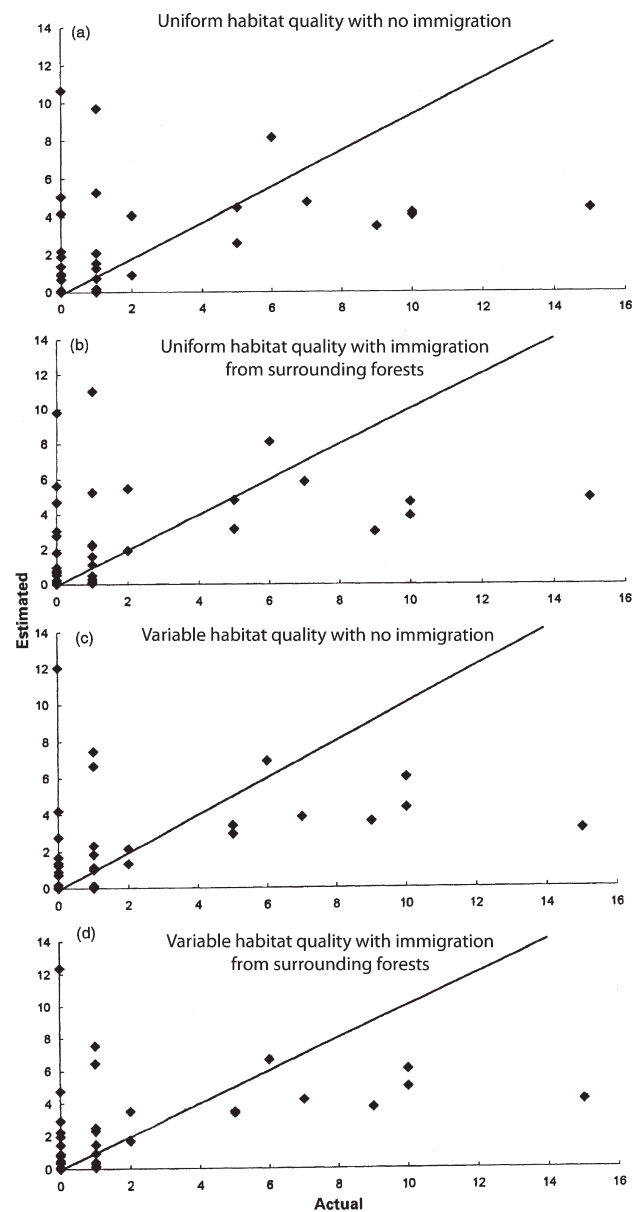 Uniform habitat quality with no immigration
(a)
14
12
10
8
6
4
2
0
0 2 4 6 8 10 12 14 16
(b)
Uniform habitat quality with immigration
from surrounding forests
14
12
10
8
6
4
2
0
0 2 4 6 8 10 12 14 16
Estimated
(c)
Variable habitat quality with no immigration
14
12
10
8
6
4
2
0
0 2 4 6 8 10 12 14 16
(d)
Variable habitat quality with immigration
from surrounding forests
14
12
10
8
6
4
2
0
0 2 4 6 8 10 12 14 16
Actual